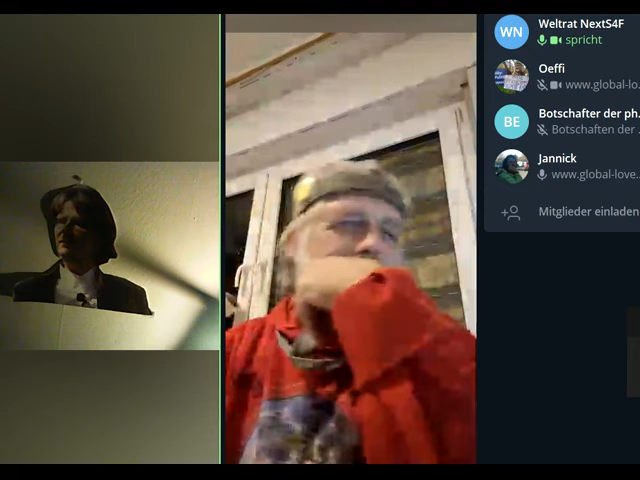 WN
Weltrat NextS4F
spricht
Oeffi
www.global-lo.
BE
Botschafter der ph.
Botschaften der .
Jannick
www.global-love..
Mitglieder einladen